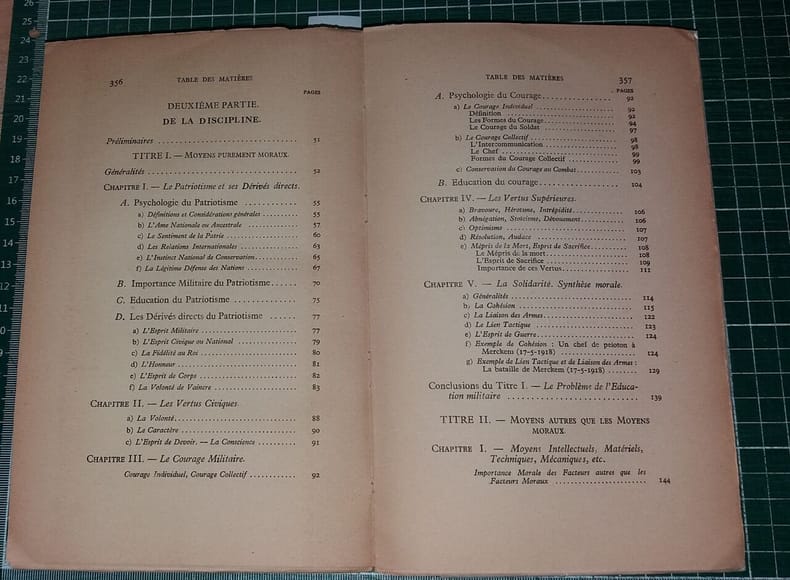 356
TABLE DES MATIÈRES
PAGES
DEUXIÈME PARTIE.
DE LA DISCIPLINE.
Préliminaires 51
TITRE I. — MOYENS PUREMENT MORAUX.
Généralités 52
CHAPITRE I. — Le Patriotisme et ses Dérivés directs.
A. Psychologie du Patriotisme 55
a) Définitions et Considérations générales 55
b) L'Ame Nationale ou Ancestrale 57
c) Le Sentiment de la Patrie 60
d) Les Relations Internationales 63
e) L'Instinct National de Conservation 65
f) La Légitime Défense des Nations 67
B. Importance Militaire du Patriotisme 70
C. Education du Patriotisme 75
D. Les Dérivés directs du Patriotisme 77
a) L'Esprit Militaire 77
b) L'Esprit Civique ou National 79
c) La Fidélité au Roi 80
d) L'Honneur 81
e) L'Esprit de Corps 82
f) La Volonté de Vaincre 83
CHAPITRE II. — Les Vertus Civiques
a) La Volonté 88
b) Le Caractère 90
c) L'Esprit de Devoir. — La Conscience 91
CHAPITRE III. — Le Courage Militaire.
Courage Individuel, Courage Collectif 92
TABLE DES MATIÈRES
357
PAGES
A. Psychologie du Courage 92
a) Le Courage Individuel 92
Définition 92
Les Formes du Courage 94
Le Courage du Soldat 97
b) Le Courage Collectif 98
L'Intercommunication 98
Le Chef 99
Formes du Courage Collectif 99
c) Conservation du Courage au Combat 103
B. Education du courage 104
CHAPITRE IV. — Les Vertus Supérieures.
a) Bravoure, Héroïsme, Intrépidité 106
b) Abnégation, Stoïcisme, Dévouement 106
c) Optimisme 107
d) Résolution, Audace 107
e) Mépris de la Mort, Esprit de Sacrifice 108
Le Mépris de la mort 108
L'Esprit de Sacrifice 109
Importance de ces Vertus 111
CHAPITRE V. — La Solidarité. Synthèse morale.
a) Généralités 114
b) La Cohésion 115
c) La Liaison des Armes 122
d) Le Lien Tactique 123
e) L'Esprit de Guerre 124
f) Exemple de Cohésion : Un chef de peloton à
Merckem (17-5-1918) 124
g) Exemple de Lien Tactique et de Liaison des Armes :
La bataille de Merckem (17-5-1918) 129
Conclusions du Titre I. — Le Problème de l'Educa-
tion militaire 139
TITRE II. — MOYENS AUTRES QUE LES MOYENS
MORAUX.
CHAPITRE I. — Moyens Intellectuels, Matériels,
Techniques, Mécaniques, etc.
Importance Morale des Facteurs autres que les
Facteurs Moraux 144